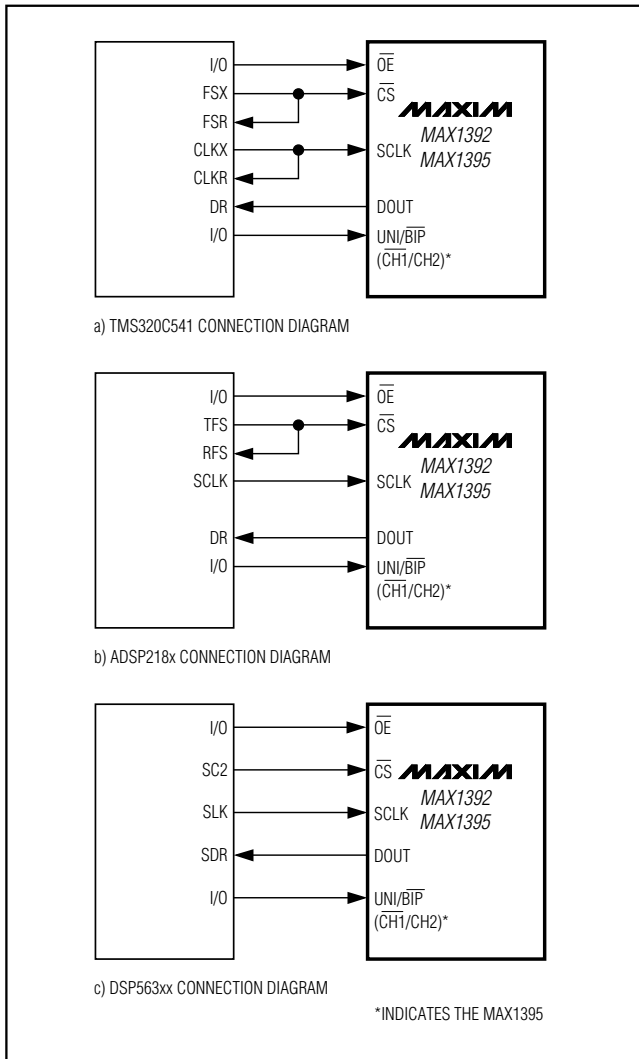 I/O OE
FSX CS
FSR MAXIM
MAX1392
CLKX SCLK MAX1395
CLKR
DR DOUT
I/O UNI/BIP
(CH1/CH2)*
a) TMS320C541 CONNECTION DIAGRAM
I/O OE
TFS CS
RFS MAXIM
MAX1392
SCLK SCLK MAX1395
DR DOUT
I/O UNI/BIP
(CH1/CH2)*
b) ADSP218x CONNECTION DIAGRAM
I/O OE
SC2 CS MAXIM
MAX1392
SLK SCLK MAX1395
SDR DOUT
I/O UNI/BIP
(CH1/CH2)*
c) DSP563xx CONNECTION DIAGRAM
*INDICATES THE MAX1395